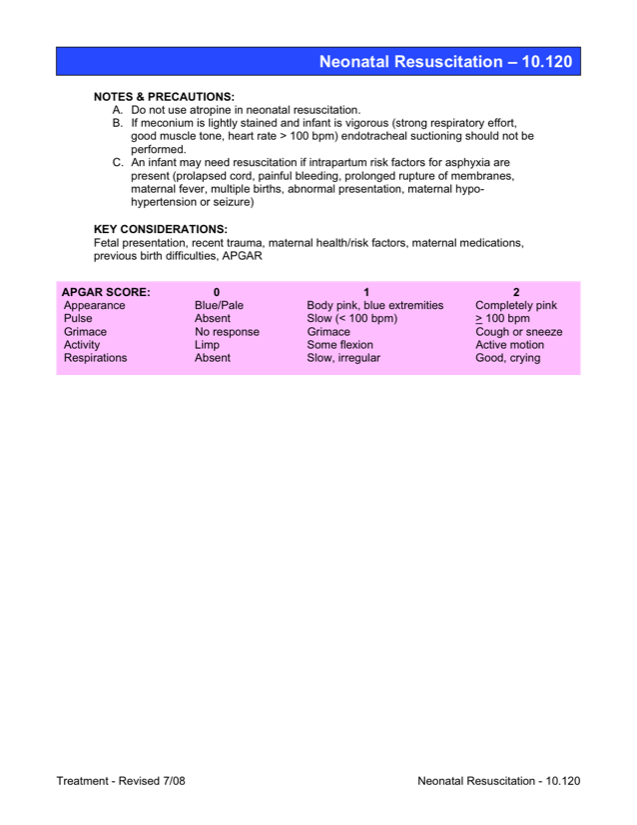 Neonatal Resuscitation – 10.120
NOTES & PRECAUTIONS:
A. Do not use atropine in neonatal resuscitation.
B. If meconium is lightly stained and infant is vigorous (strong respiratory effort,
good muscle tone, heart rate > 100 bpm) endotracheal suctioning should not be
performed.
C. An infant may need resuscitation if intrapartum risk factors for asphyxia are
present (prolapsed cord, painful bleeding, prolonged rupture of membranes,
maternal fever, multiple births, abnormal presentation, maternal hypo-
hypertension or seizure)
KEY CONSIDERATIONS:
Fetal presentation, recent trauma, maternal health/risk factors, maternal medications,
previous birth difficulties, APGAR
APGAR SCORE: 0 1 2
Appearance Blue/Pale Body pink, blue extremities Completely pink
Pulse Absent Slow (< 100 bpm) ≥ 100 bpm
Grimace No response Grimace Cough or sneeze
Activity Limp Some flexion Active motion
Respirations Absent Slow, irregular Good, crying
Treatment - Revised 7/08 Neonatal Resuscitation - 10.120